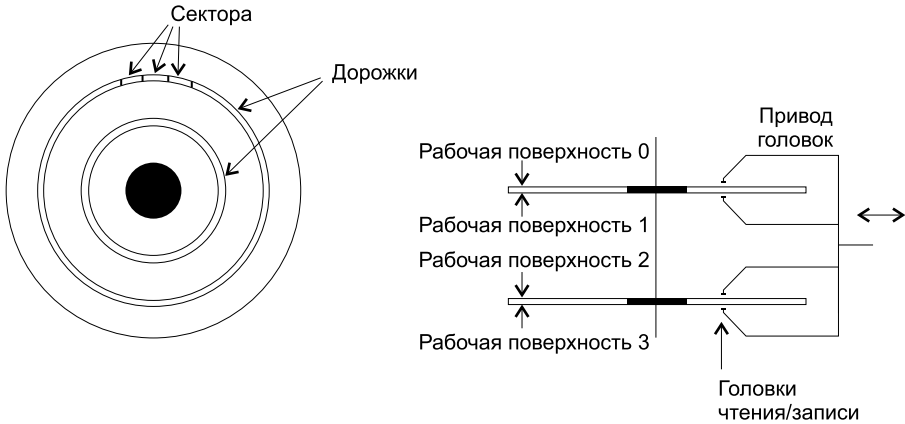 Сектора
Дорожки
Привод
головок
Рабочая поверхность 0
Рабочая поверхность 1
Рабочая поверхность 2
Рабочая поверхность 3
Головки
чтения/записи